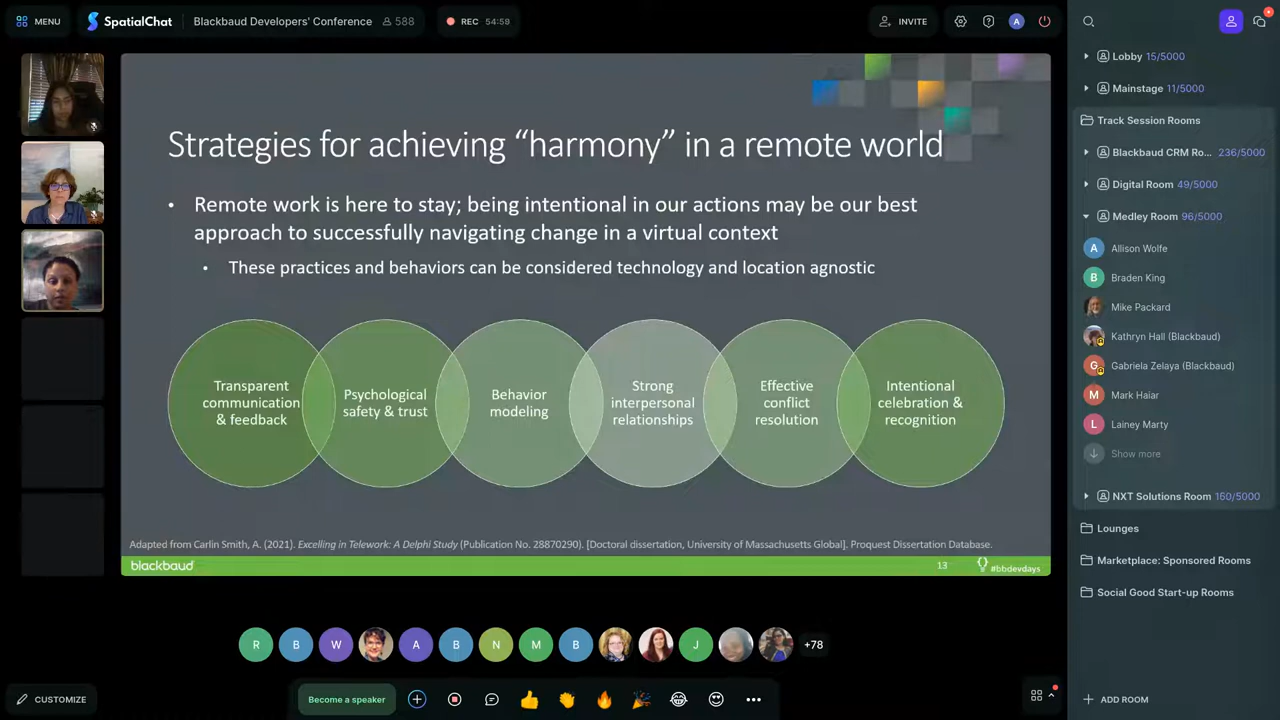 MENU
SpatialChat
Blackbaud Developers' Conference
588
REC 54:59
INVITE
A
Strategies for achieving “harmony” in a remote world
• Remote work is here to stay; being intentional in our actions may be our best
approach to successfully navigating change in a virtual context
• These practices and behaviors can be considered technology and location agnostic
Transparent
communication
& feedback
Psychological
safety & trust
Behavior
modeling
Strong
interpersonal
relationships
Effective
conflict
resolution
Intentional
celebration &
recognition
Adapted from Carlin Smith, A. (2021). Excelling in Telework: A Delphi Study (Publication No. 28870290). [Doctoral dissertation, University of Massachusetts Global]. Proquest Dissertation Database.
blackbaud
13
#bbdevdays
R B W A B N M B J +78
CUSTOMIZE
Become a speaker
Lobby 15/5000
Mainstage 11/5000
Track Session Rooms
Blackbaud CRM Ro... 236/5000
Digital Room 49/5000
Medley Room 96/5000
A Allison Wolfe
B Braden King
Mike Packard
Kathryn Hall (Blackbaud)
G Gabriela Zelaya (Blackbaud)
M Mark Haiar
L Lainey Marty
Show more
NXT Solutions Room 160/5000
Lounges
Marketplace: Sponsored Rooms
Social Good Start-up Rooms
ADD ROOM